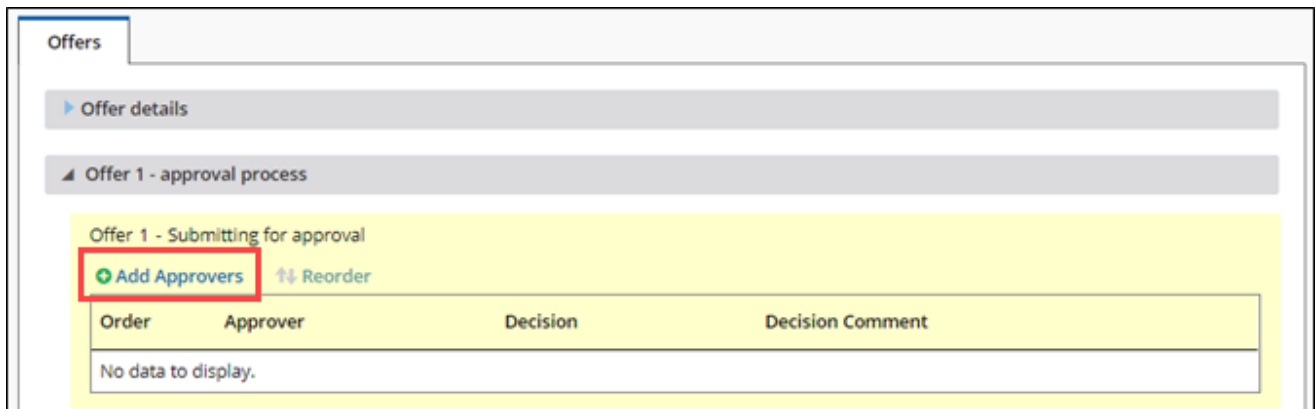 Offers
Offer details
Offer 1 - approval process
Offer 1 - Submitting for approval
Add Approvers Reorder
Order Approver Decision Decision Comment
No data to display.